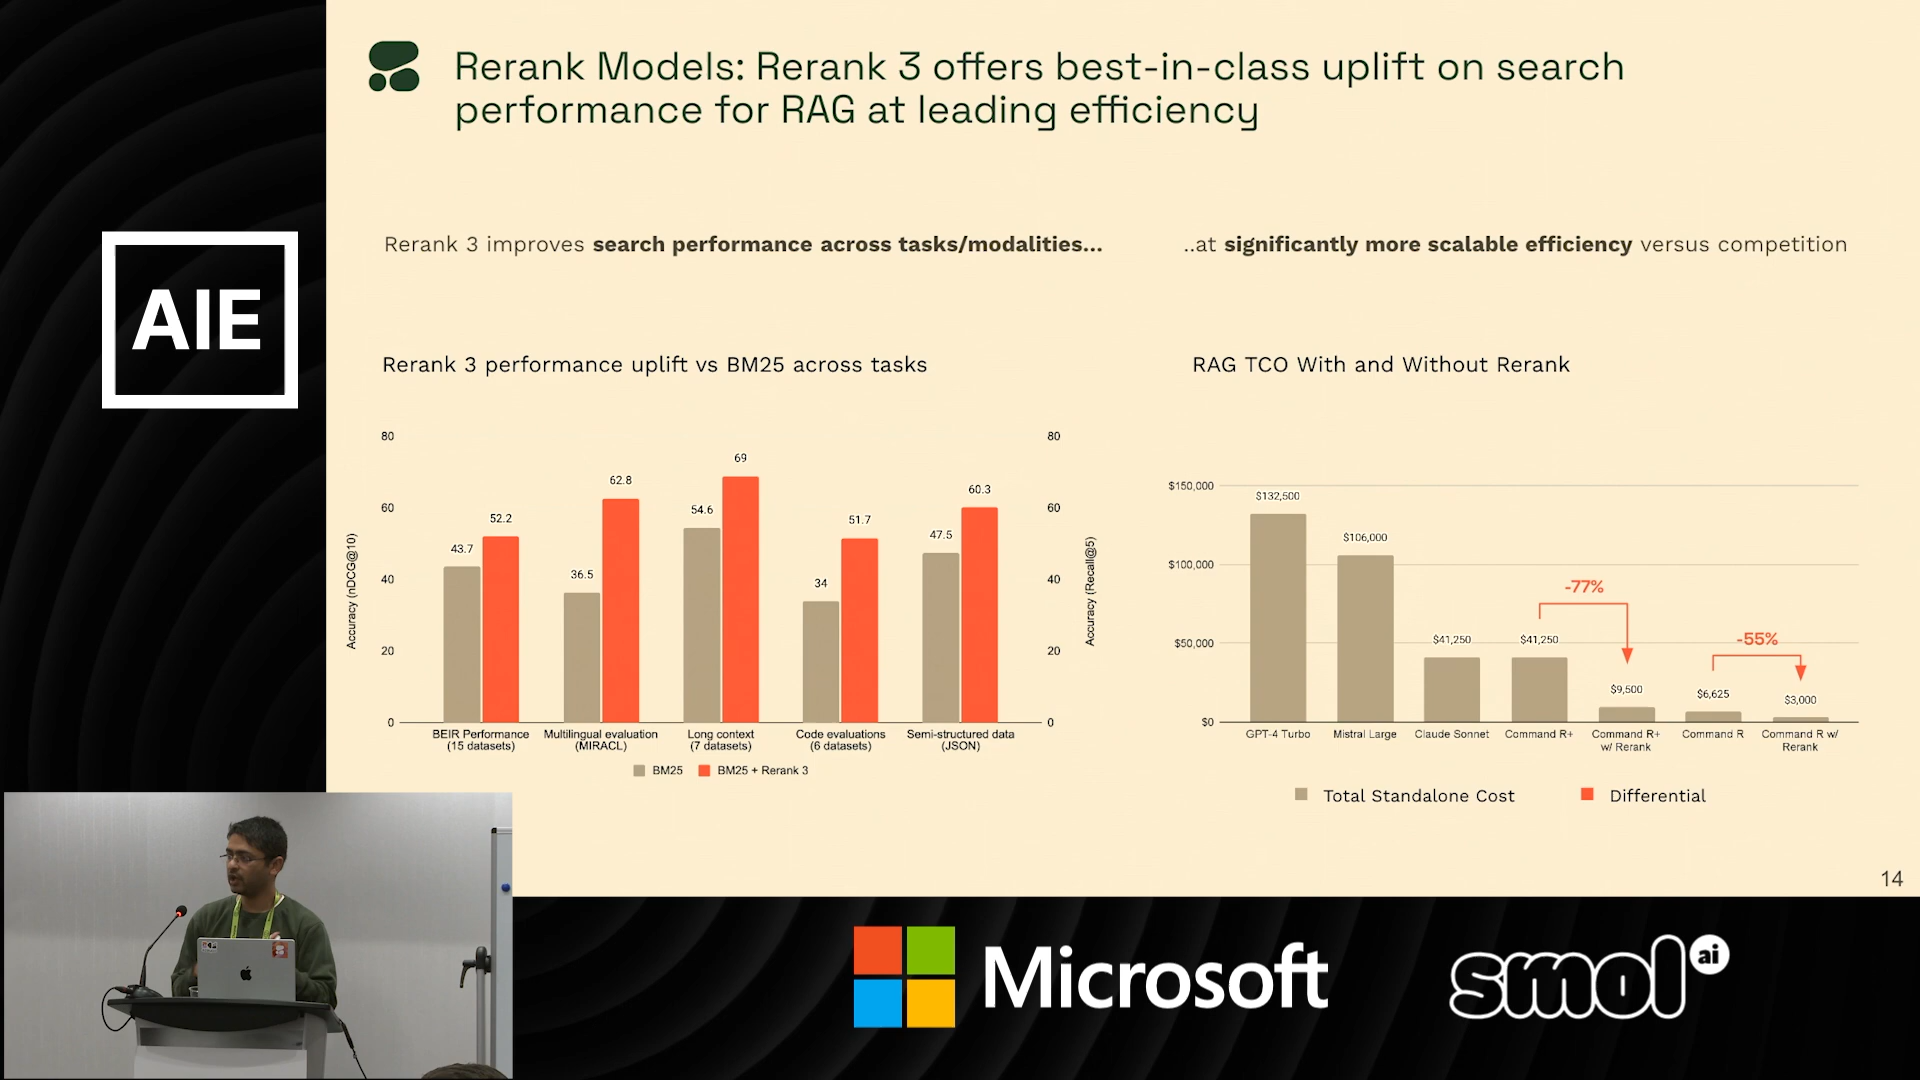 Rerank Models: Rerank 3 offers best-in-class uplift on search
performance for RAG at leading efficiency
AIE
Rerank 3 improves search performance across tasks/modalities...
..at significantly more scalable efficiency versus competition
Rerank 3 performance uplift vs BM25 across tasks
Accuracy (nDCG@10)
Accuracy (Recall@5)
80
60
40
20
0
80
60
40
20
0
43.7
52.2
36.5
62.8
54.6
69
34
51.7
47.5
60.3
BEIR Performance
(15 datasets)
Multilingual evaluation
(MIRACL)
Long context
(7 datasets)
Code evaluations
(6 datasets)
Semi-structured data
(JSON)
BM25
BM25 + Rerank 3
RAG TCO With and Without Rerank
$150,000
$100,000
$50,000
$0
$132,500
$106,000
$41,250
$41,250
$9,500
$6,625
$3,000
-77%
-55%
GPT-4 Turbo
Mistral Large
Claude Sonnet
Command R+
Command R+
w/ Rerank
Command R
Command R w/
Rerank
Total Standalone Cost
Differential
14
Microsoft
smol ai